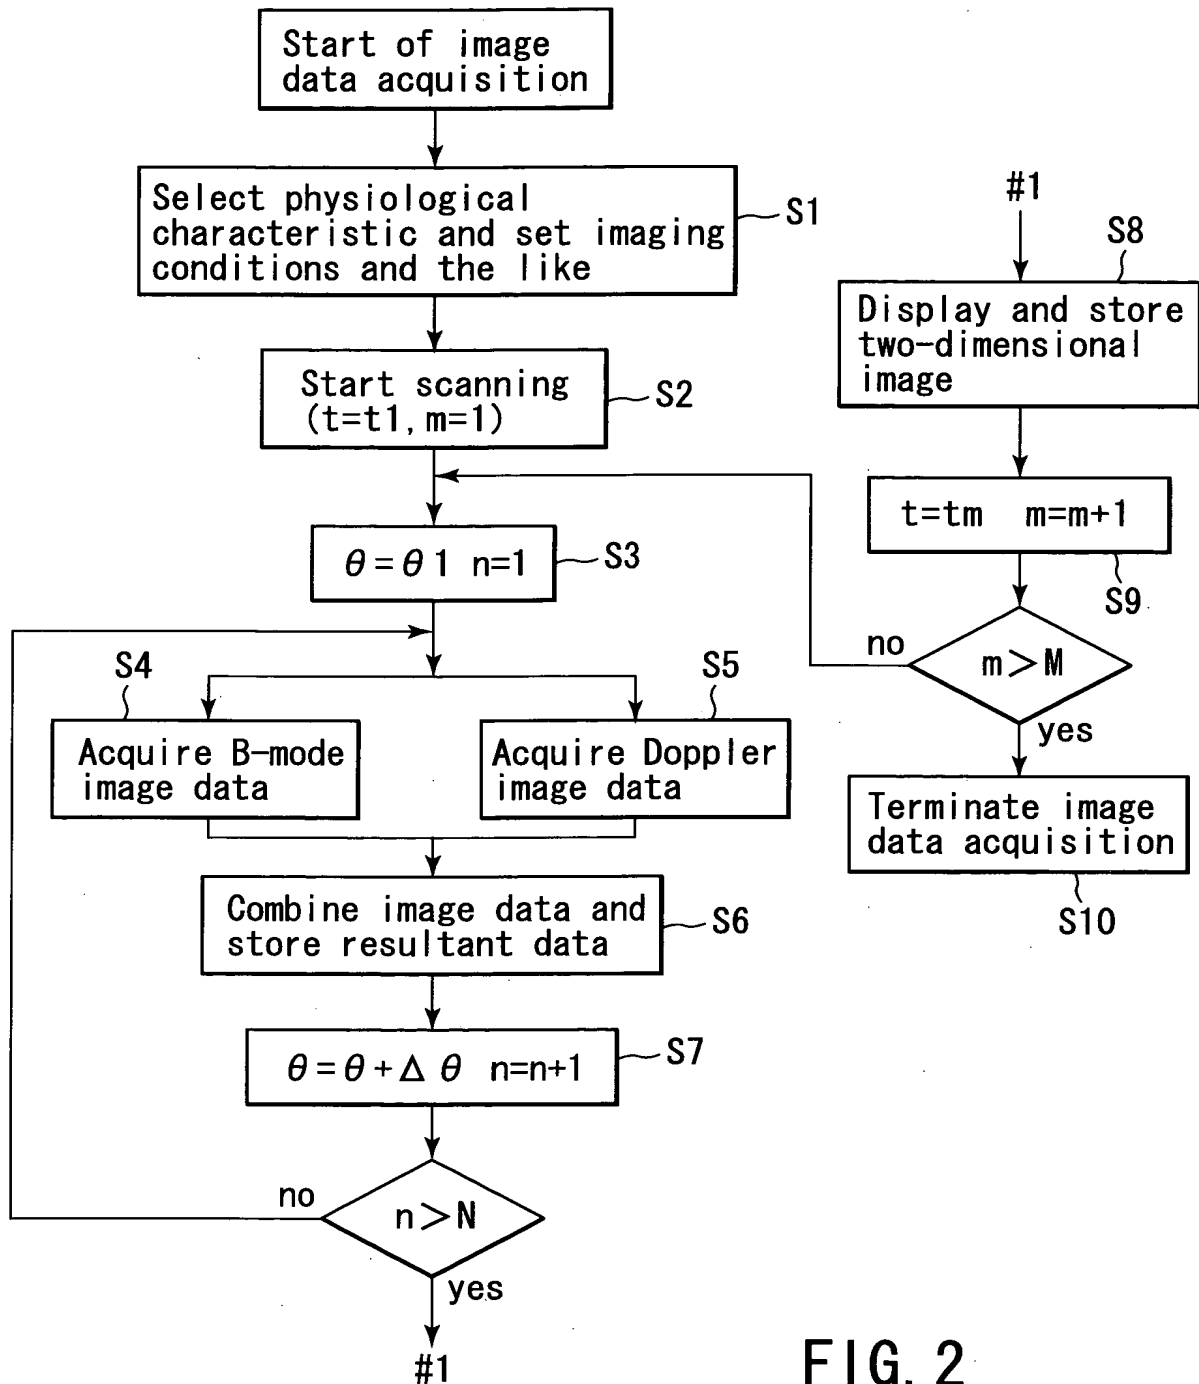 Start of image
data acquisition
Select physiological
characteristic and set imaging
conditions and the like
S1
Start scanning
(t=t1, m=1)
S2
θ=θ1 n=1
S3
S4
Acquire B-mode
image data
S5
Acquire Doppler
image data
Combine image data and
store resultant data
S6
θ=θ+Δθ n=n+1
S7
no
n>N
yes
#1
#1
S8
Display and store
two-dimensional
image
t=tm m=m+1
S9
no
m>M
yes
Terminate image
data acquisition
S10
FIG. 2